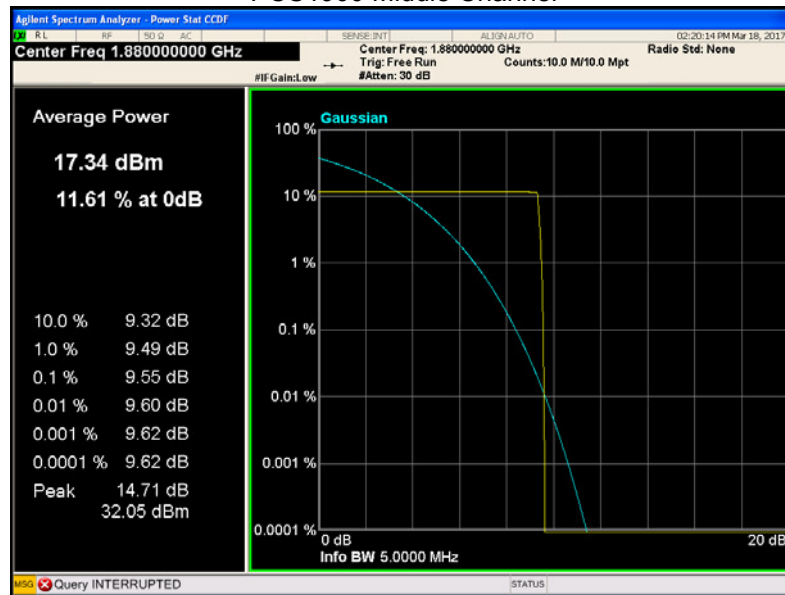 Agilent Spectrum Analyzer - Power Stat CCDF
RL RF 50 Ω AC SENSE:INT ALIGN AUTO 02:20:14 PM Mar 18, 2017
Center Freq 1.880000000 GHz
Center Freq: 1.880000000 GHz Radio Std: None
Trig: Free Run Counts:10.0 M/10.0 Mpt
#IFGain:Low #Atten: 30 dB
Average Power
17.34 dBm
11.61 % at 0dB
10.0 % 9.32 dB
1.0 % 9.49 dB
0.1 % 9.55 dB
0.01 % 9.60 dB
0.001 % 9.62 dB
0.0001 % 9.62 dB
Peak 14.71 dB
32.05 dBm
Gaussian
100 %
10 %
1 %
0.1 %
0.01 %
0.001 %
0.0001 %
0 dB 20 dB
Info BW 5.0000 MHz
MSG Query INTERRUPTED STATUS